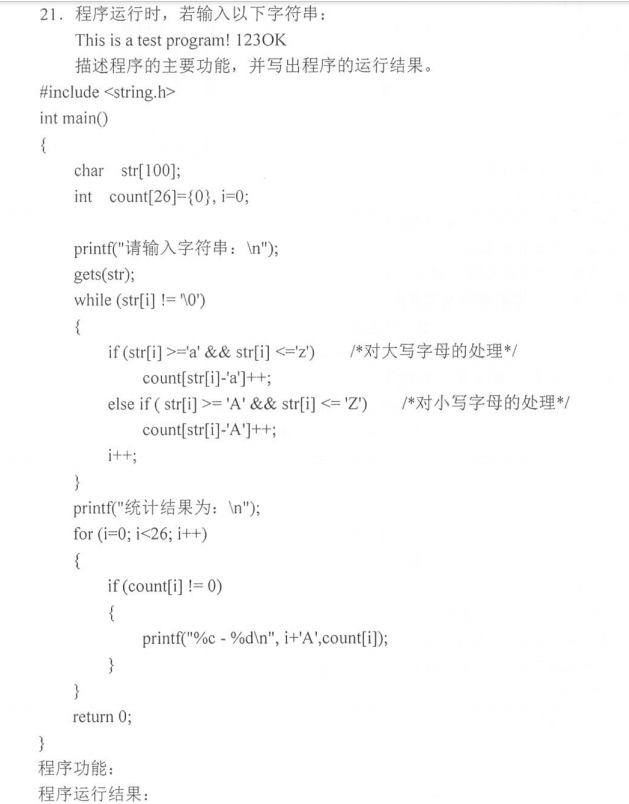 21. 程序运行时，若输入以下字符串：
This is a test program! 123OK
描述程序的主要功能，并写出程序的运行结果。
#include <string.h>
int main()
{
char str[100];
int count[26]={0}, i=0;
printf("请输入字符串：\n");
gets(str);
while (str[i] != '\0')
{
if (str[i] >='a' && str[i] <='z') /*对大写字母的处理*/
count[str[i]-'a']++;
else if ( str[i] >= 'A' && str[i] <= 'Z') /*对小写字母的处理*/
count[str[i]-'A']++;
i++;
}
printf("统计结果为：\n");
for (i=0; i<26; i++)
{
if (count[i] != 0)
{
printf("%c - %d\n", i+'A',count[i]);
}
}
return 0;
}
程序功能：
程序运行结果：